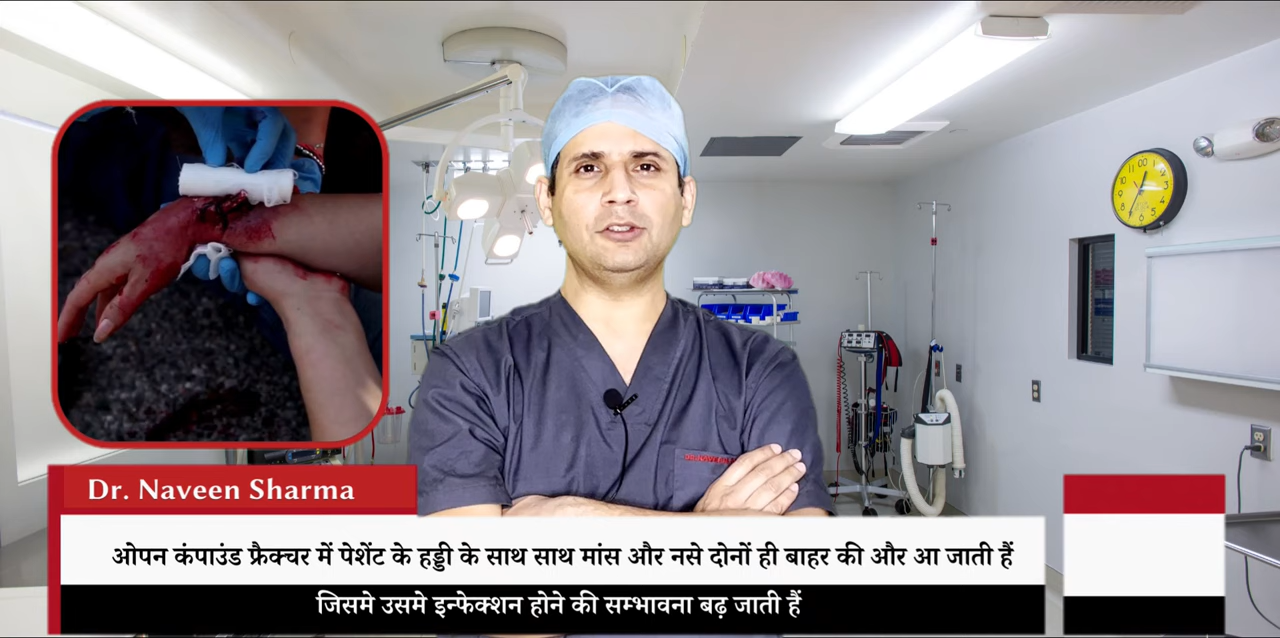 Dr. Naveen Sharma
ओपन कंपाउंड फ्रैक्चर में पेशेंट के हड्डी के साथ साथ मांस और नसे दोनों ही बाहर की और आ जाती हैं
जिसमे उसमे इन्फेक्शन होने की सम्भावना बढ़ जाती हैं